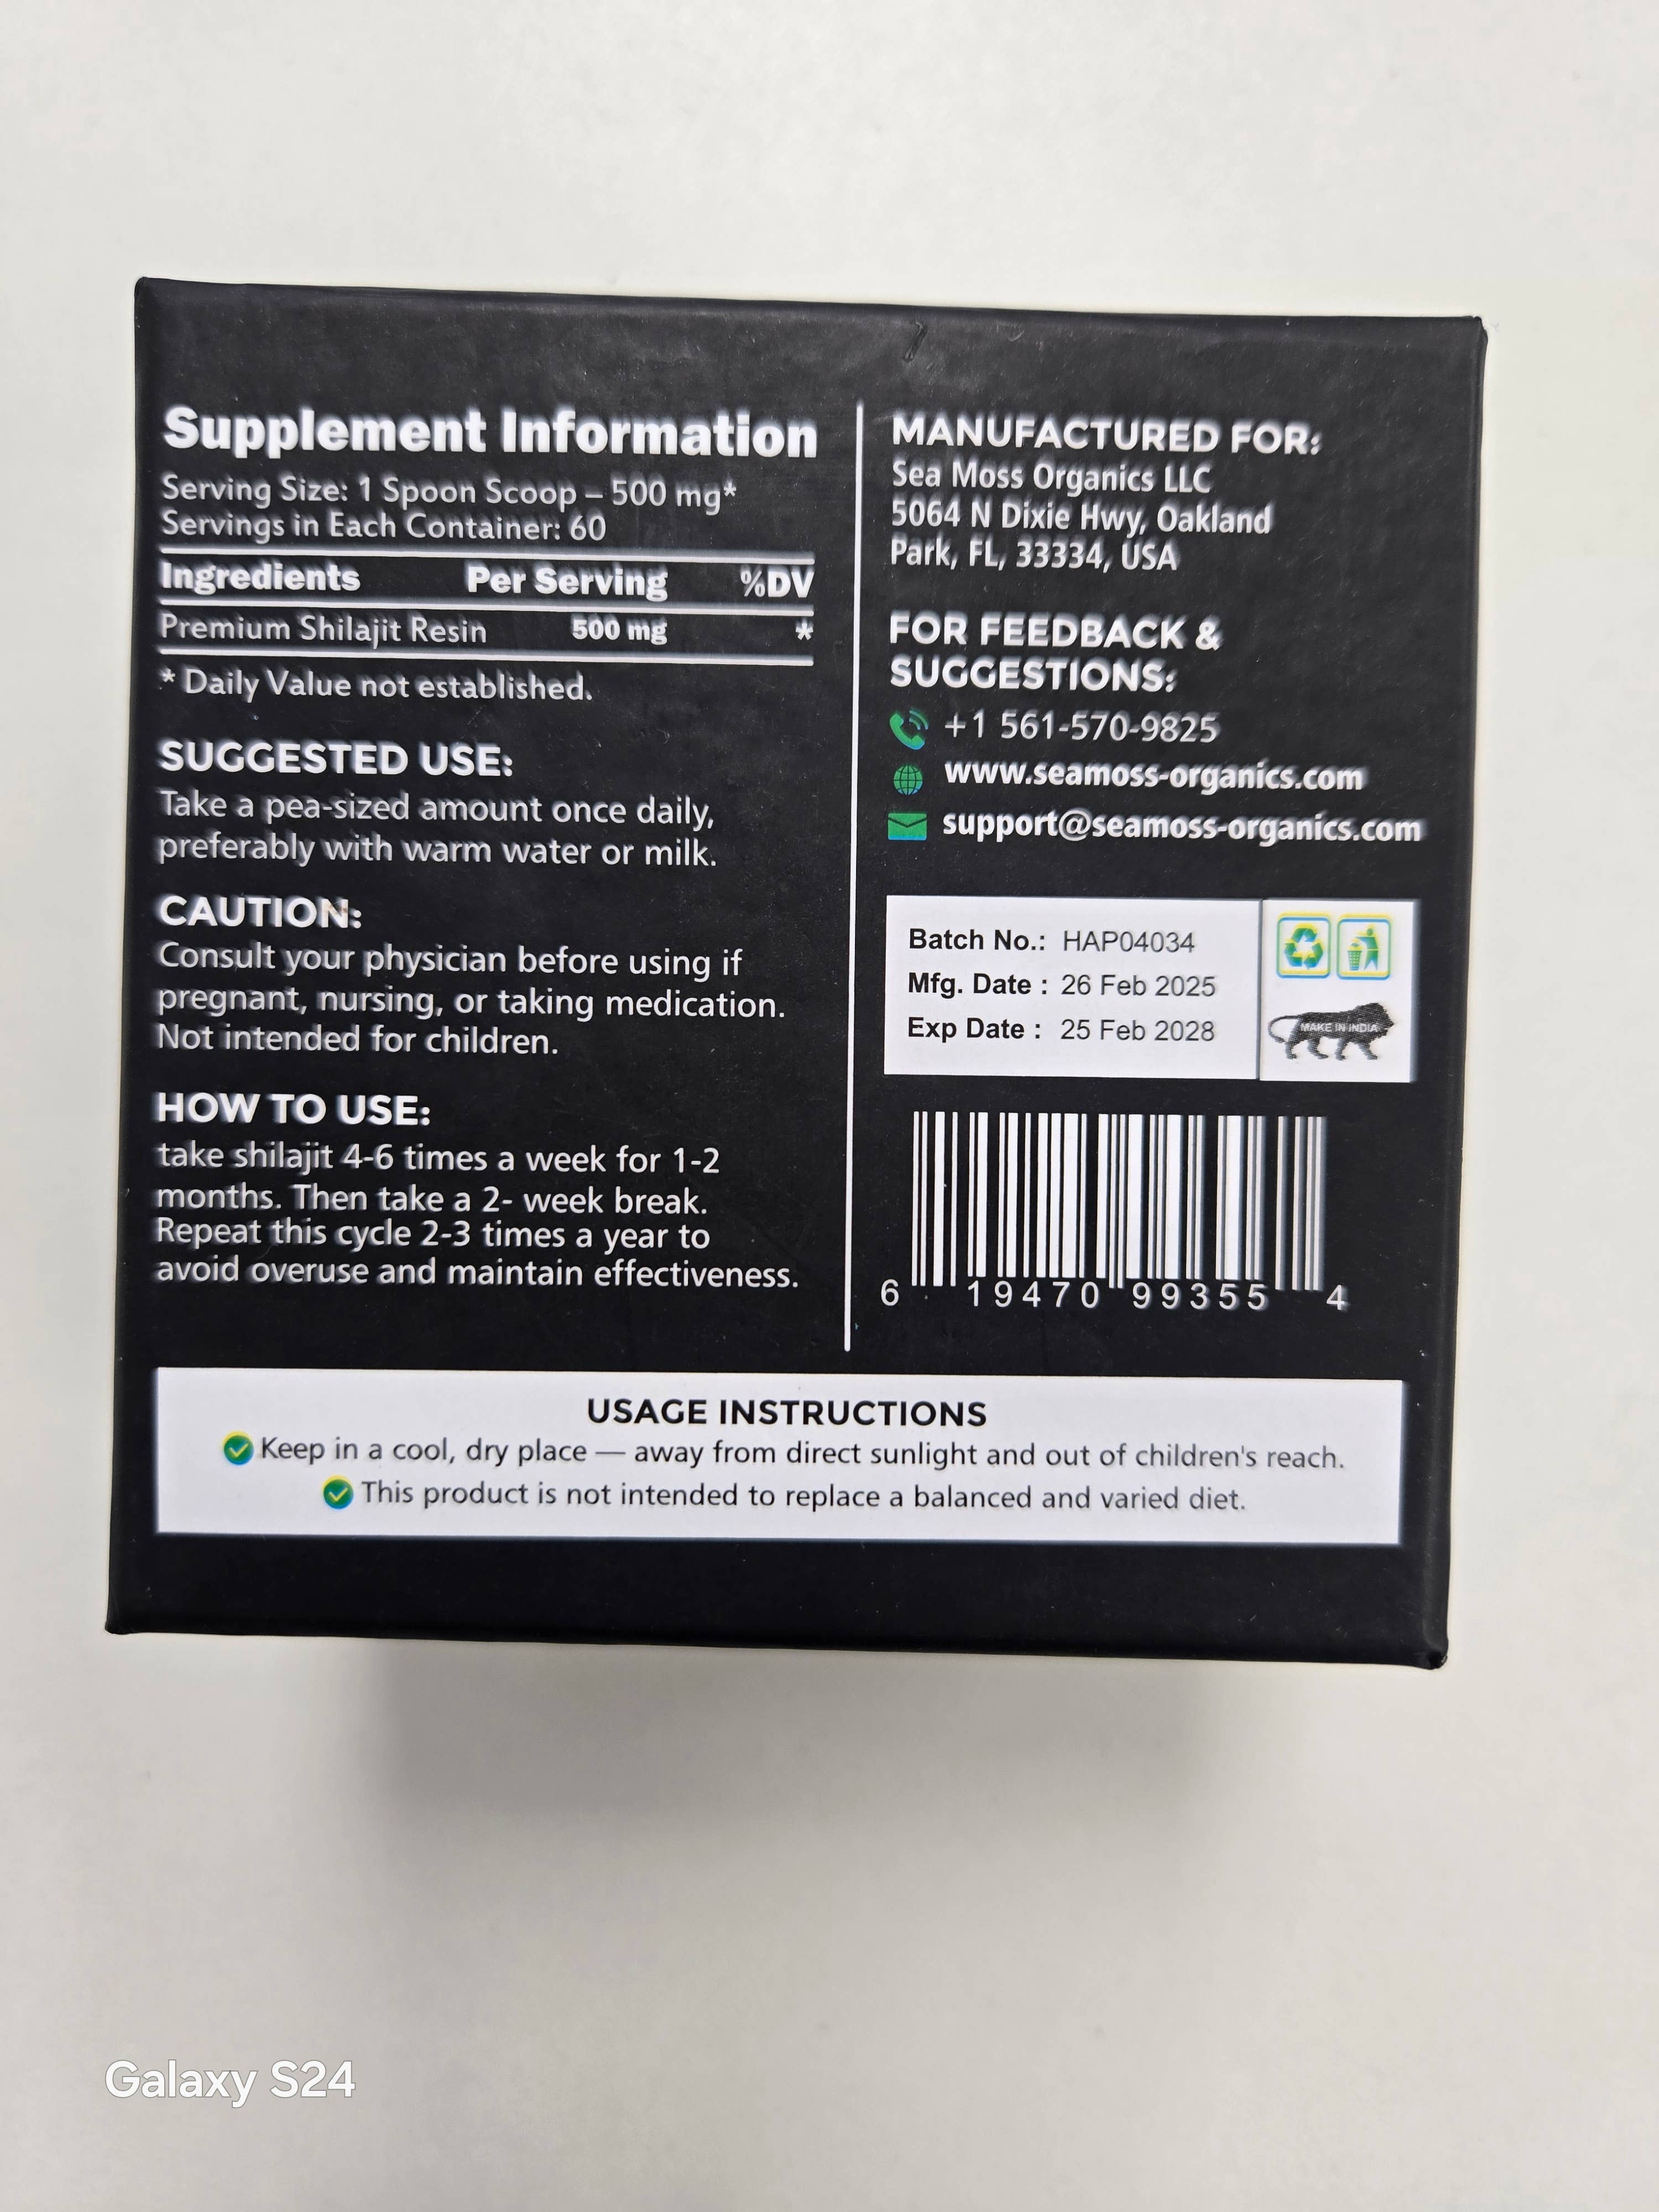 Supplement Information
Serving Size: 1 Spoon Scoop – 500 mg*
Servings in Each Container: 60
Ingredients Per Serving %DV
Premium Shilajit Resin 500 mg *
* Daily Value not established.
SUGGESTED USE:
Take a pea-sized amount once daily,
preferably with warm water or milk.
CAUTION:
Consult your physician before using if
pregnant, nursing, or taking medication.
Not intended for children.
HOW TO USE:
take shilajit 4-6 times a week for 1-2
months. Then take a 2- week break.
Repeat this cycle 2-3 times a year to
avoid overuse and maintain effectiveness.
MANUFACTURED FOR:
Sea Moss Organics LLC
5064 N Dixie Hwy, Oakland
Park, FL, 33334, USA
FOR FEEDBACK &
SUGGESTIONS:
+1 561-570-9825
www.seamoss-organics.com
support@seamoss-organics.com
Batch No.: HAP04034
Mfg. Date : 26 Feb 2025
Exp Date : 25 Feb 2028
MAKE IN INDIA
6 19470 99355 4
USAGE INSTRUCTIONS
Keep in a cool, dry place — away from direct sunlight and out of children's reach.
This product is not intended to replace a balanced and varied diet.
Galaxy S24